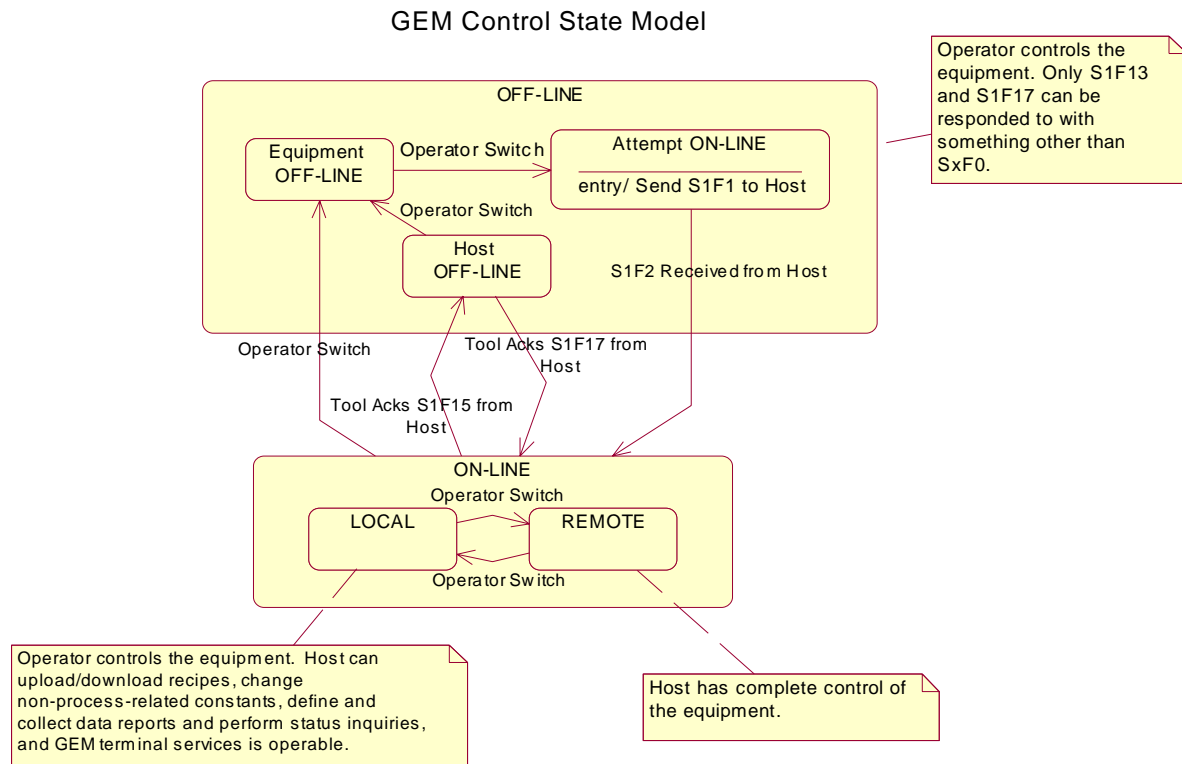 GEM Control State Model
Operator controls the
equipment. Only S1F13
and S1F17 can be
responded to with
something other than
SxF0.
OFF-LINE
Equipment
OFF-LINE
Operator Switch
Attempt ON-LINE
entry/ Send S1F1 to Host
Operator Switch
Host
OFF-LINE
S1F2 Received from Host
Operator Switch
Tool Acks S1F17 from
Host
Tool Acks S1F15 from
Host
ON-LINE
Operator Switch
LOCAL
REMOTE
Operator Switch
Operator controls the equipment. Host can
upload/download recipes, change
non-process-related constants, define and
collect data reports and perform status inquiries,
and GEM terminal services is operable.
Host has complete control of
the equipment.